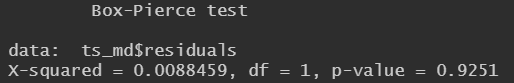 Box-Pierce test
data:  ts_md$residuals
X-squared = 0.0088459, df = 1, p-value = 0.9251